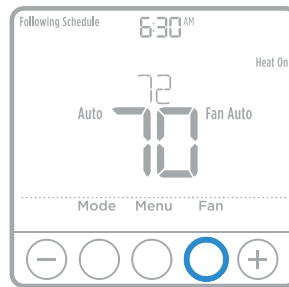 Following Schedule
6:30 AM
Heat On
72
Auto 70 Fan Auto
Mode Menu Fan
− +